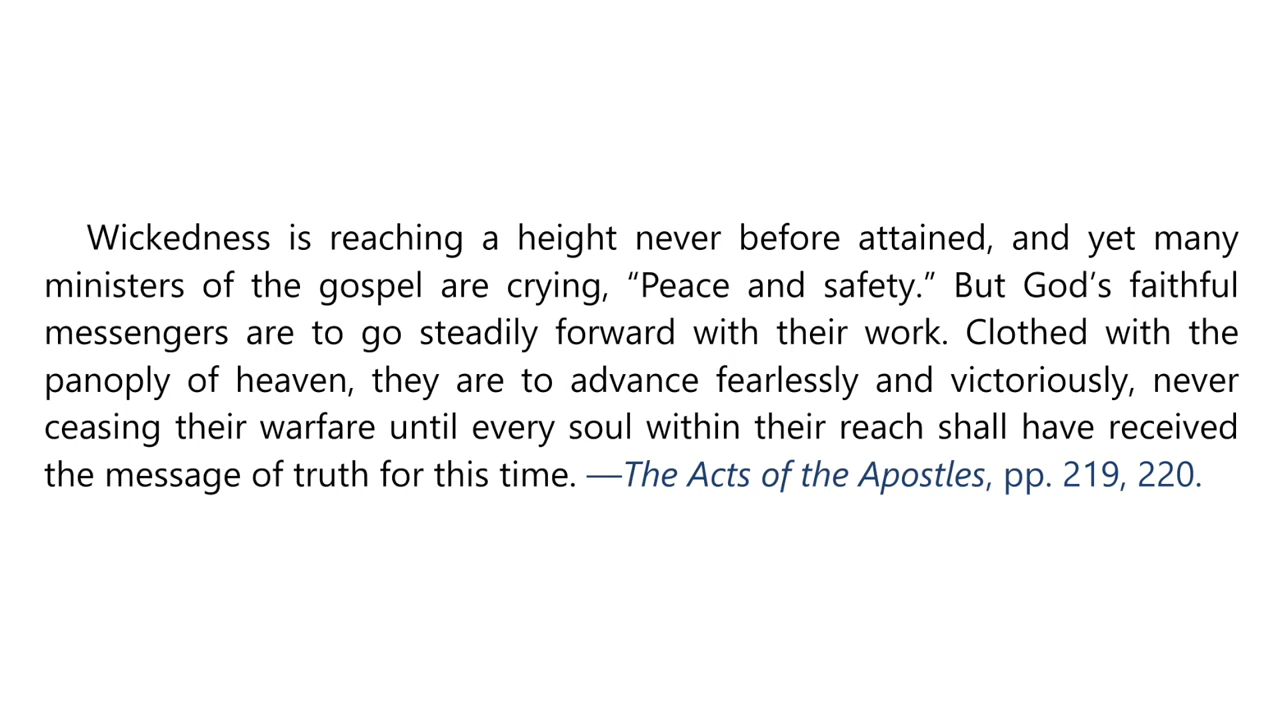 Wickedness is reaching a height never before attained, and yet many
ministers of the gospel are crying, “Peace and safety.” But God’s faithful
messengers are to go steadily forward with their work. Clothed with the
panoply of heaven, they are to advance fearlessly and victoriously, never
ceasing their warfare until every soul within their reach shall have received
the message of truth for this time. —The Acts of the Apostles, pp. 219, 220.